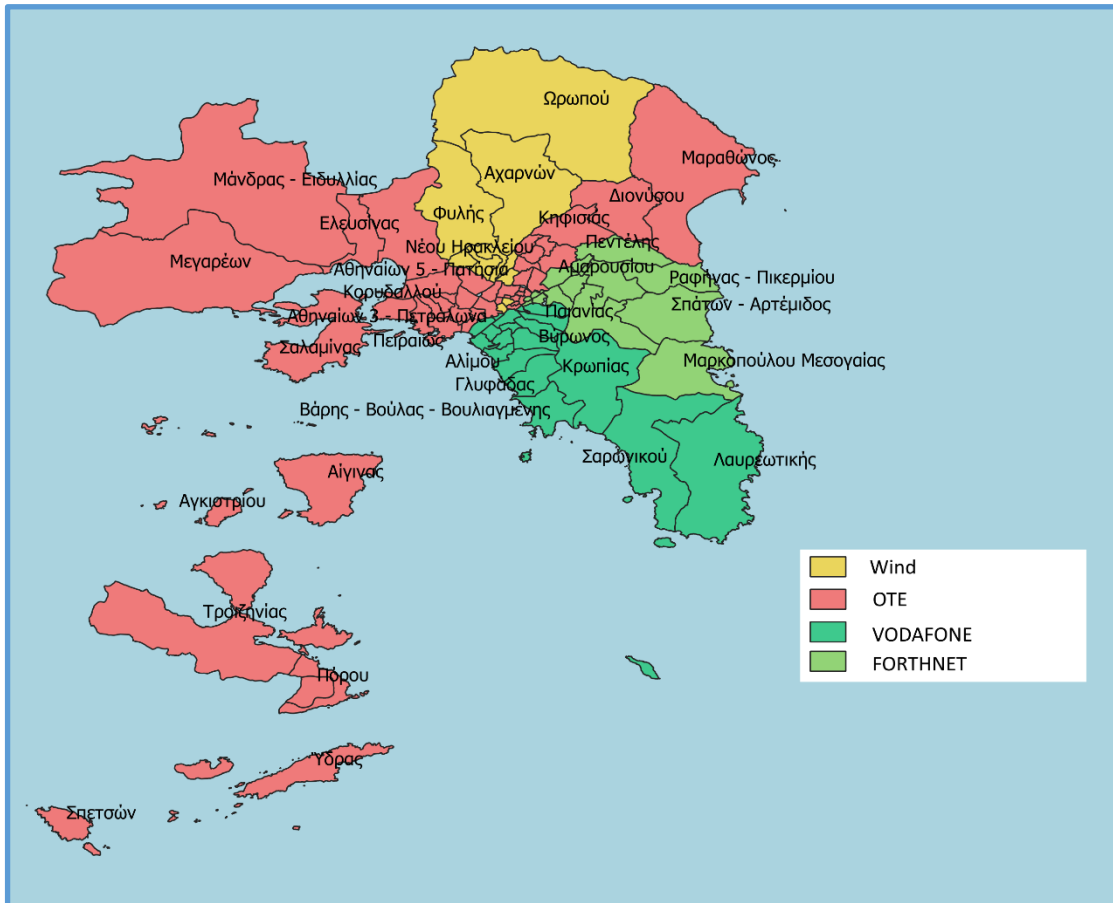 Ωρωπού
Μαραθώνος
Αχαρνών
Μάνδρας - Ειδυλλίας
Διονύσου
Φυλής
Κηφισιάς
Ελευσίνας
Νέου Ηρακλείου
Πεντέλης
Μεγαρέων
Αθηναίων 5 - Πατήσια
Αμαρουσίου
Ραφήνας - Πικερμίου
Κορυδαλλού
Σπάτων - Αρτέμιδος
Αθηναίων 3 - Πετράλωνα
Παιανίας
Πειραιώς
Βύρωνος
Σαλαμίνας
Αλίμου
Κρωπίας
Μαρκοπούλου Μεσογαίας
Γλυφάδας
Βάρης - Βούλας - Βουλιαγμένης
Σαρωνικού
Λαυρεωτικής
Αίγινας
Αγκιστρίου
Wind
OTE
VODAFONE
FORTHNET
Τροιζηνίας
Πόρου
Ύδρας
Σπετσών